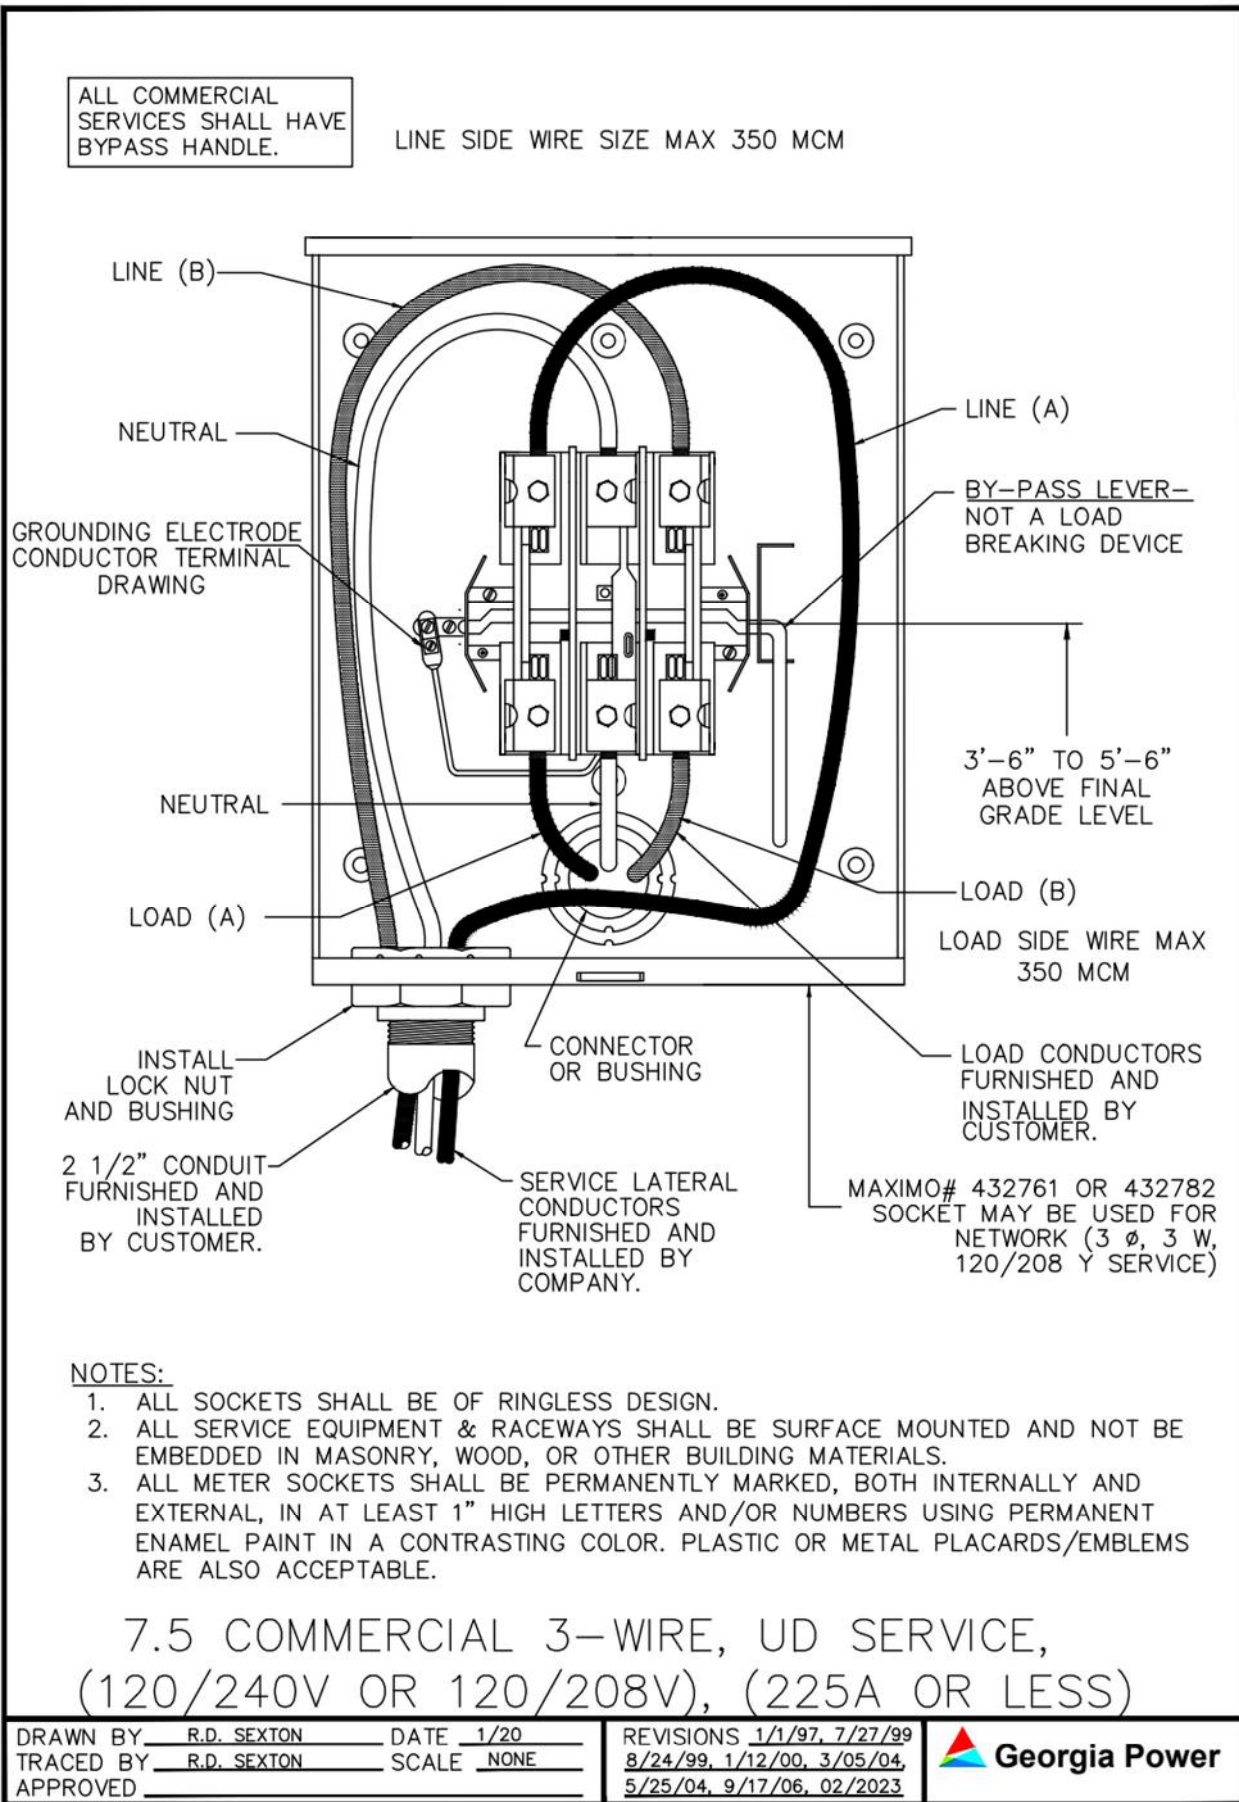 ALL COMMERCIAL
SERVICES SHALL HAVE
BYPASS HANDLE.
LINE SIDE WIRE SIZE MAX 350 MCM
LINE (B)
NEUTRAL
GROUNDING ELECTRODE
CONDUCTOR TERMINAL
DRAWING
LINE (A)
BY-PASS LEVER-
NOT A LOAD
BREAKING DEVICE
3'-6" TO 5'-6"
ABOVE FINAL
GRADE LEVEL
NEUTRAL
LOAD (A)
LOAD (B)
LOAD SIDE WIRE MAX
350 MCM
INSTALL
LOCK NUT
AND BUSHING
CONNECTOR
OR BUSHING
LOAD CONDUCTORS
FURNISHED AND
INSTALLED BY
CUSTOMER.
2 1/2" CONDUIT
FURNISHED AND
INSTALLED
BY CUSTOMER.
SERVICE LATERAL
CONDUCTORS
FURNISHED AND
INSTALLED BY
COMPANY.
MAXIMO# 432761 OR 432782
SOCKET MAY BE USED FOR
NETWORK (3 ø, 3 W,
120/208 Y SERVICE)
NOTES:
1. ALL SOCKETS SHALL BE OF RINGLESS DESIGN.
2. ALL SERVICE EQUIPMENT & RACEWAYS SHALL BE SURFACE MOUNTED AND NOT BE
EMBEDDED IN MASONRY, WOOD, OR OTHER BUILDING MATERIALS.
3. ALL METER SOCKETS SHALL BE PERMANENTLY MARKED, BOTH INTERNALLY AND
EXTERNAL, IN AT LEAST 1" HIGH LETTERS AND/OR NUMBERS USING PERMANENT
ENAMEL PAINT IN A CONTRASTING COLOR. PLASTIC OR METAL PLACARDS/EMBLEMS
ARE ALSO ACCEPTABLE.
7.5 COMMERCIAL 3-WIRE, UD SERVICE,
(120/240V OR 120/208V), (225A OR LESS)
DRAWN BY R.D. SEXTON DATE 1/20
TRACED BY R.D. SEXTON SCALE NONE
APPROVED
REVISIONS 1/1/97, 7/27/99
8/24/99, 1/12/00, 3/05/04,
5/25/04, 9/17/06, 02/2023
Georgia Power